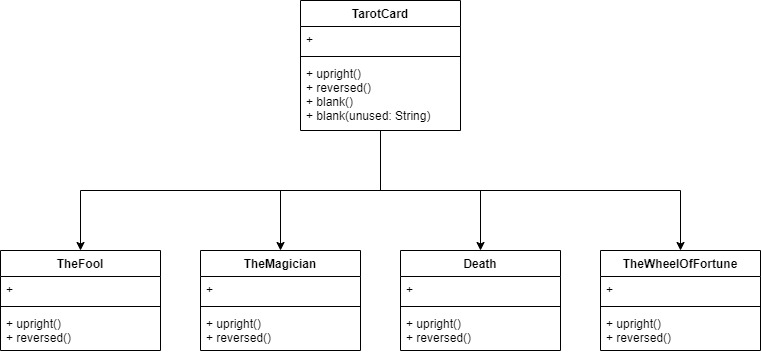 TarotCard
+
+ upright()
+ reversed()
+ blank()
+ blank(unused: String)
TheFool
+
+ upright()
+ reversed()
TheMagician
+
+ upright()
+ reversed()
Death
+
+ upright()
+ reversed()
TheWheelOfFortune
+
+ upright()
+ reversed()